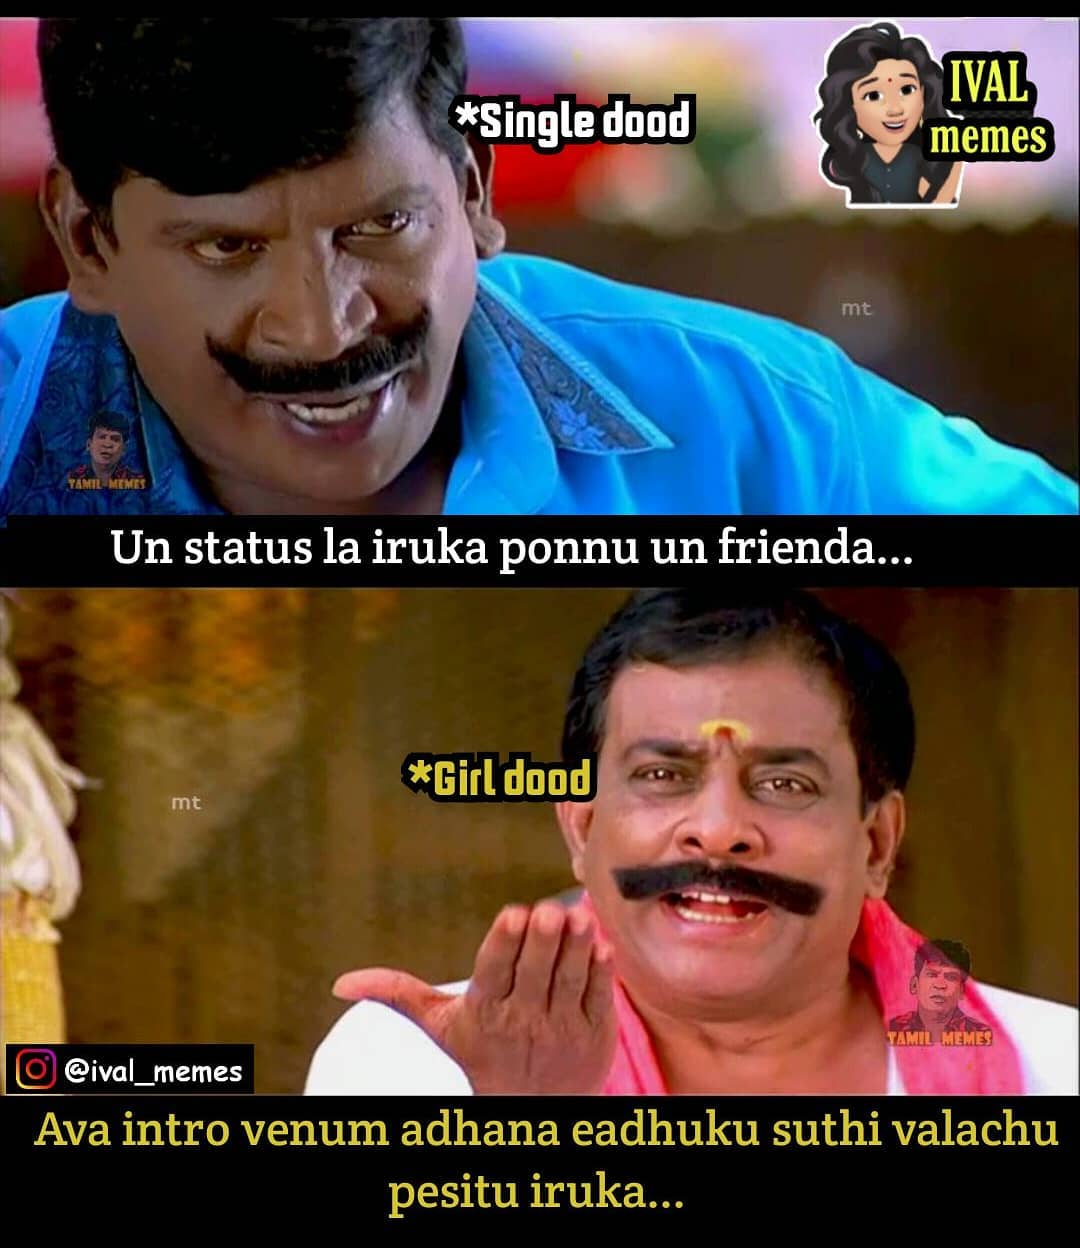 *Single dood
IVAL
memes
mt
TAMIL MEMES
Un status la iruka ponnu un frienda...
*Girl dood
mt
TAMIL MEMES
@ival_memes
Ava intro venum adhana eadhuku suthi valachu
pesitu iruka...